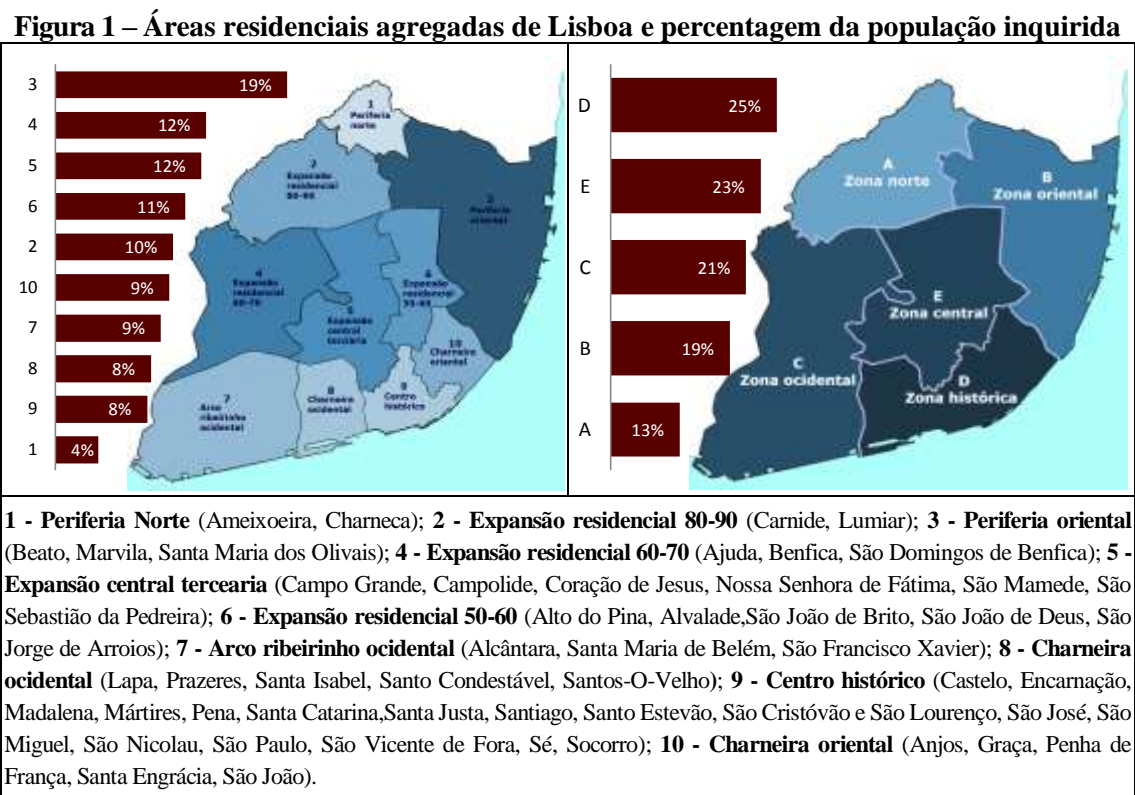 Figura 1 – Áreas residenciais agregadas de Lisboa e percentagem da população inquirida
3 19%
4 12%
5 12%
6 11%
2 10%
10 9%
7 9%
8 8%
9 8%
1 4%
1
Periferia
norte
2
Expansão
residencial
80-90
3
Periferia
oriental
4
Expansão
residencial
60-70
5
Expansão
central
terciaria
6
Expansão
residencial
50-60
7
Arco
ribeirinho
ocidental
8
Charneira
ocidental
9
Centro
histórico
10
Charneira
oriental
D 25%
E 23%
C 21%
B 19%
A 13%
A
Zona norte
B
Zona oriental
E
Zona central
C
Zona ocidental
D
Zona histórica
1 - Periferia Norte (Ameixoeira, Charneca); 2 - Expansão residencial 80-90 (Carnide, Lumiar); 3 - Periferia oriental
(Beato, Marvila, Santa Maria dos Olivais); 4 - Expansão residencial 60-70 (Ajuda, Benfica, São Domingos de Benfica); 5 -
Expansão central tercearia (Campo Grande, Campolide, Coração de Jesus, Nossa Senhora de Fátima, São Mamede, São
Sebastião da Pedreira); 6 - Expansão residencial 50-60 (Alto do Pina, Alvalade,São João de Brito, São João de Deus, São
Jorge de Arroios); 7 - Arco ribeirinho ocidental (Alcântara, Santa Maria de Belém, São Francisco Xavier); 8 - Charneira
ocidental (Lapa, Prazeres, Santa Isabel, Santo Condestável, Santos-O-Velho); 9 - Centro histórico (Castelo, Encarnação,
Madalena, Mártires, Pena, Santa Catarina,Santa Justa, Santiago, Santo Estevão, São Cristóvão e São Lourenço, São José, São
Miguel, São Nicolau, São Paulo, São Vicente de Fora, Sé, Socorro); 10 - Charneira oriental (Anjos, Graça, Penha de
França, Santa Engrácia, São João).